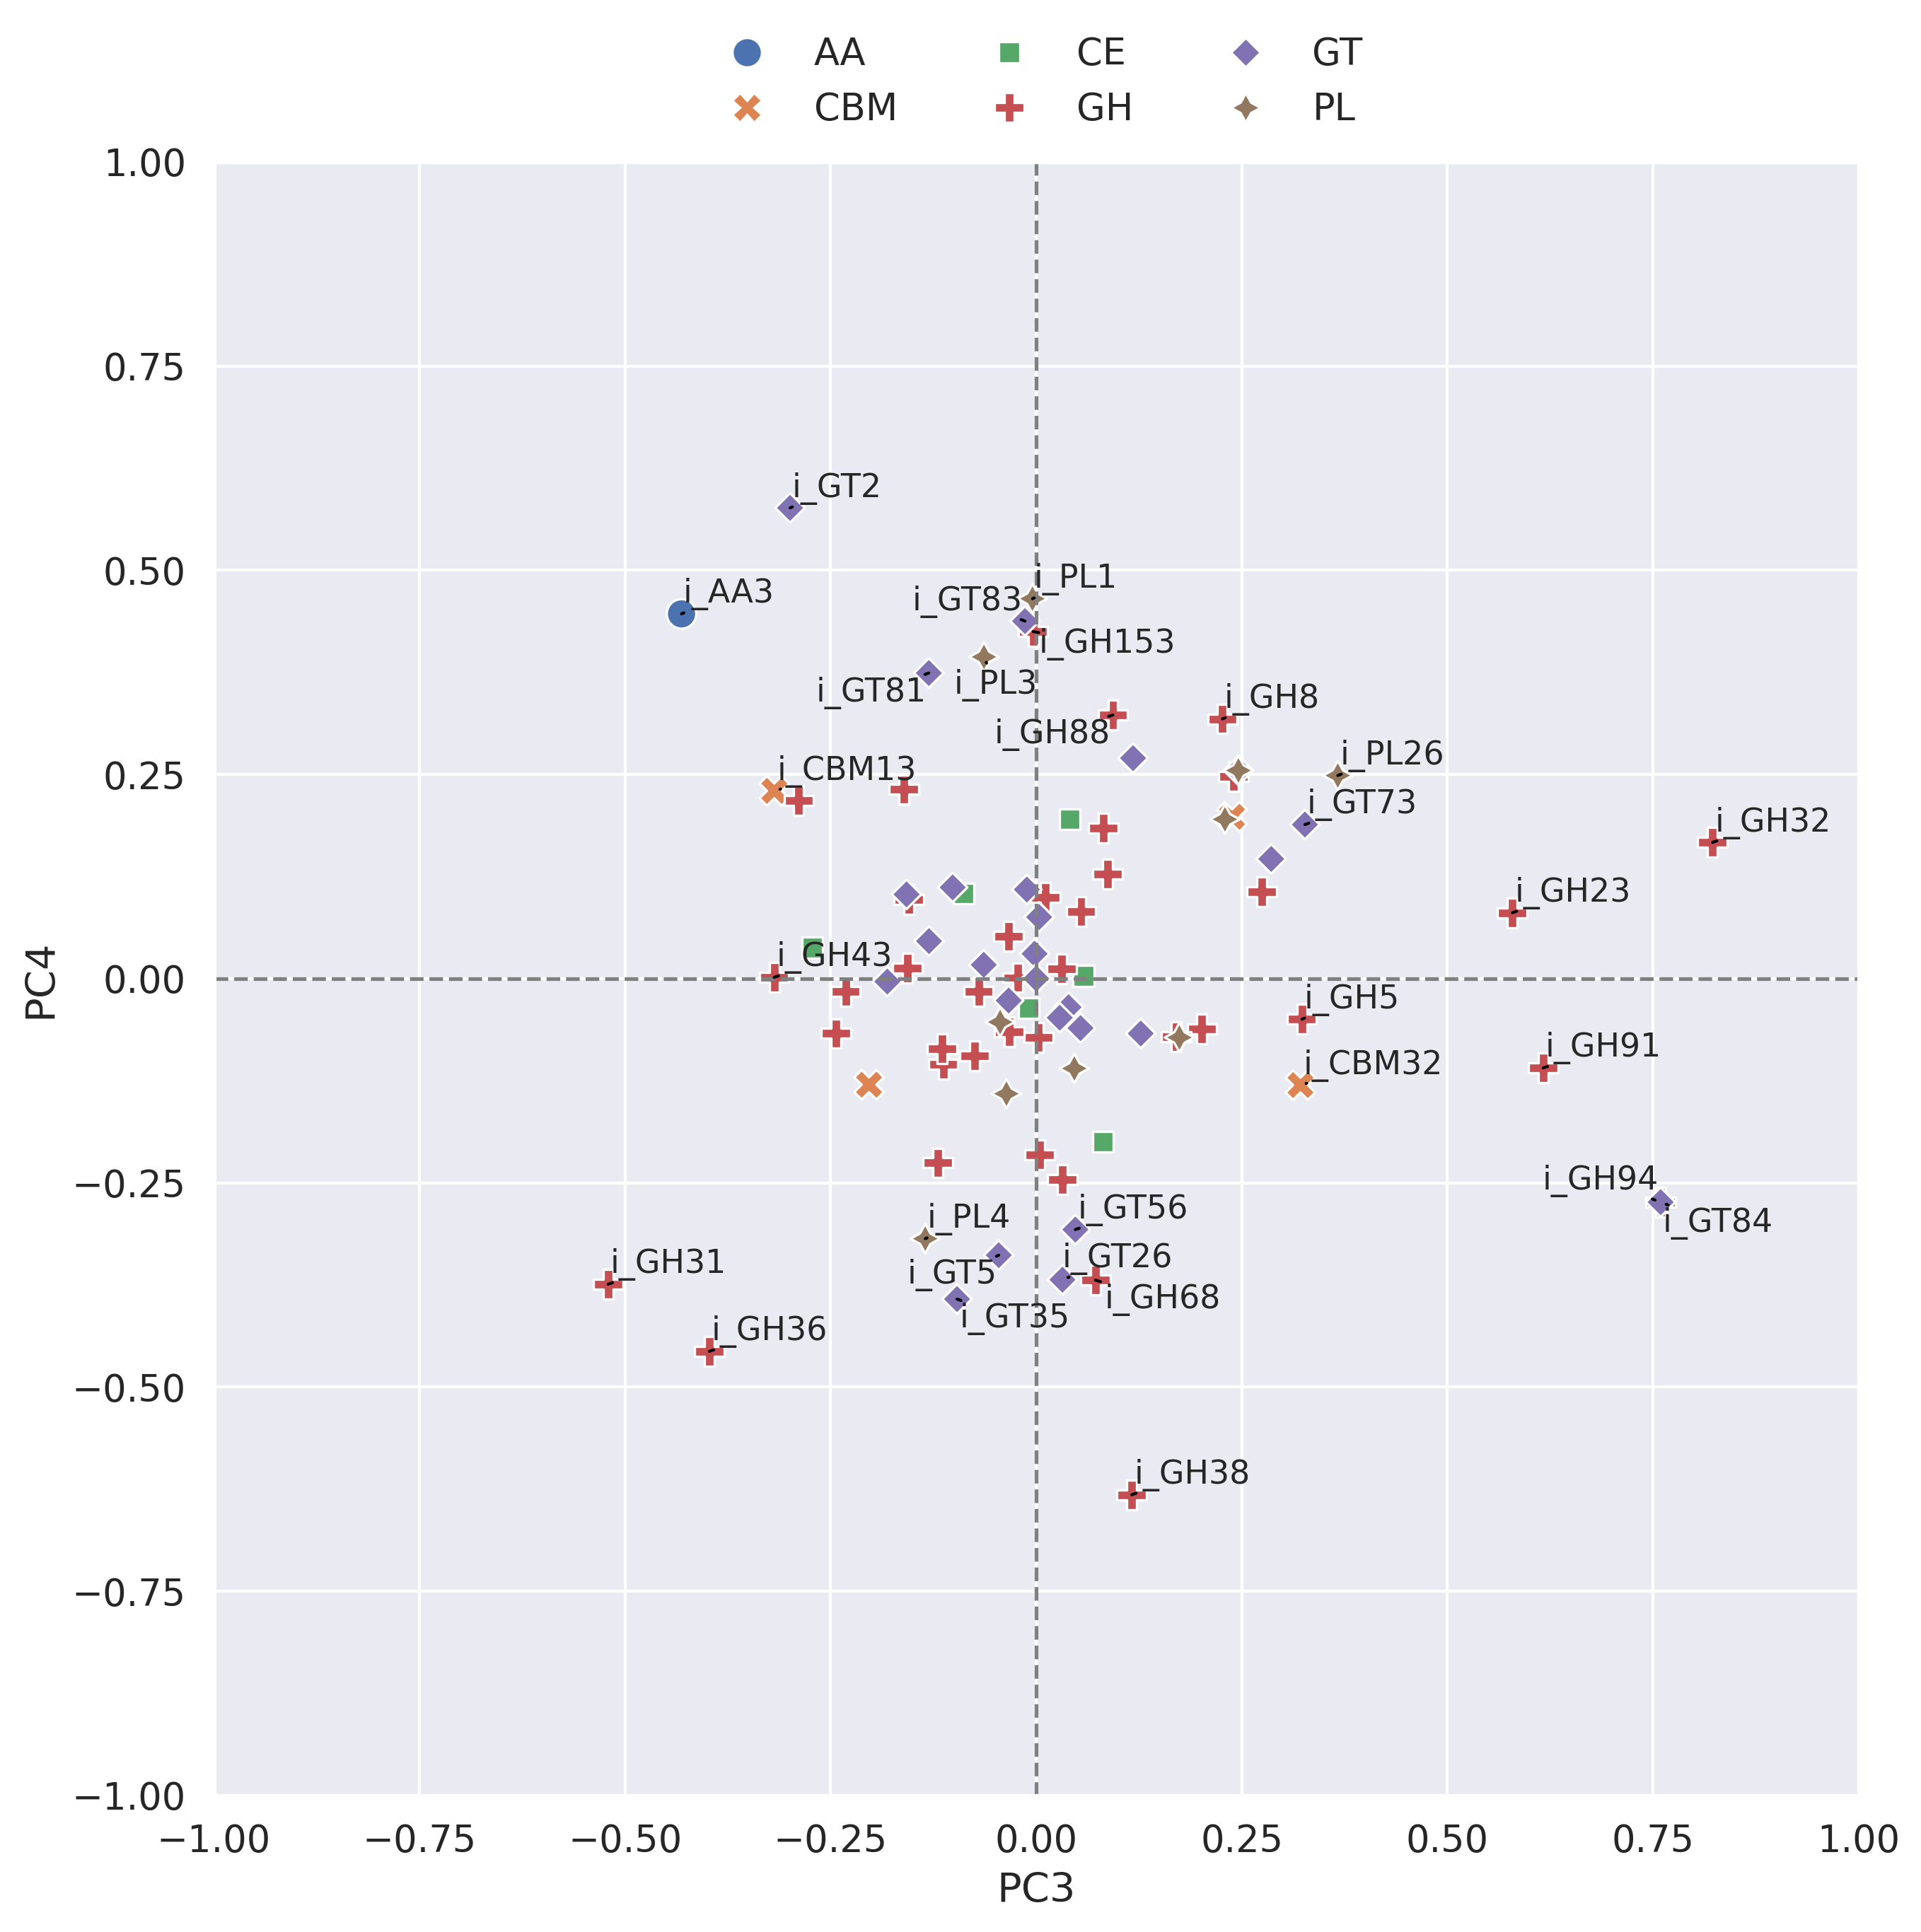 AA CE GT
CBM GH PL
1.00
0.75
0.50
0.25
0.00
−0.25
−0.50
−0.75
−1.00
PC4
i_GT2
i_PL1
i_AA3
i_GT83
i_GH153
i_PL3
i_GT81
i_GH8
i_GH88
i_PL26
i_CBM13
i_GT73
i_GH32
i_GH23
i_GH43
i_GH5
i_GH91
i_CBM32
i_GH94
i_GT56
i_PL4
i_GT84
i_GT26
i_GH31
i_GT5
i_GH68
i_GT35
i_GH36
i_GH38
−1.00 −0.75 −0.50 −0.25 0.00 0.25 0.50 0.75 1.00
PC3